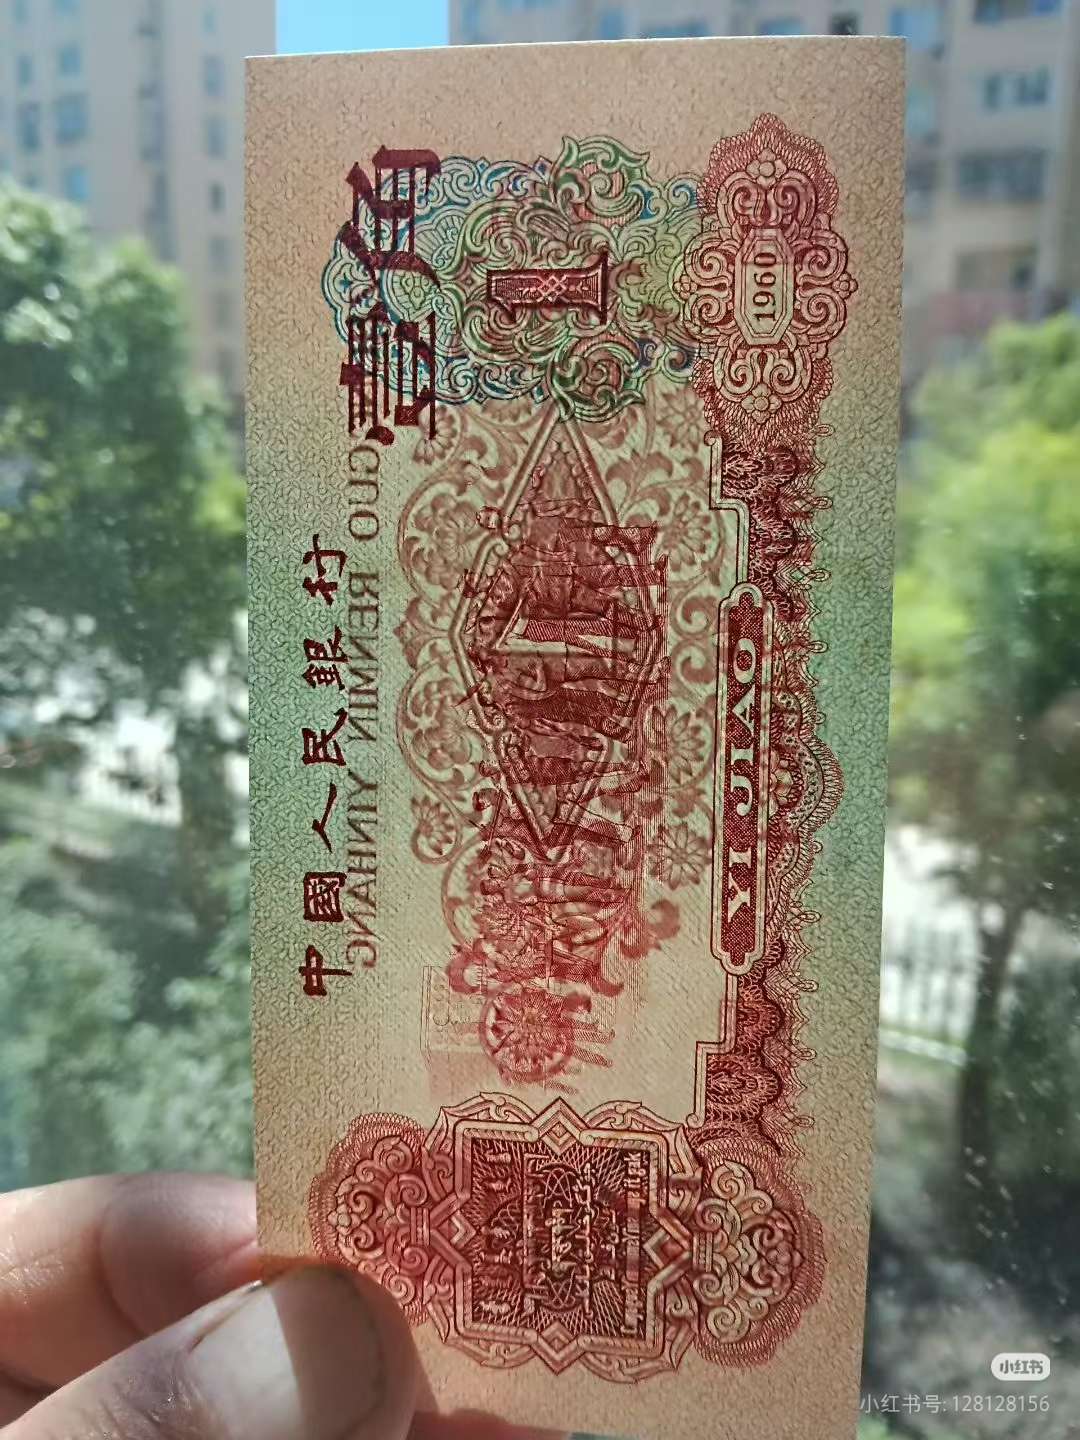 中國人民銀行
GUO RENMIN YINHANG
壹角
1
1960
YI JIAO
小红书
小红书号: 128128156